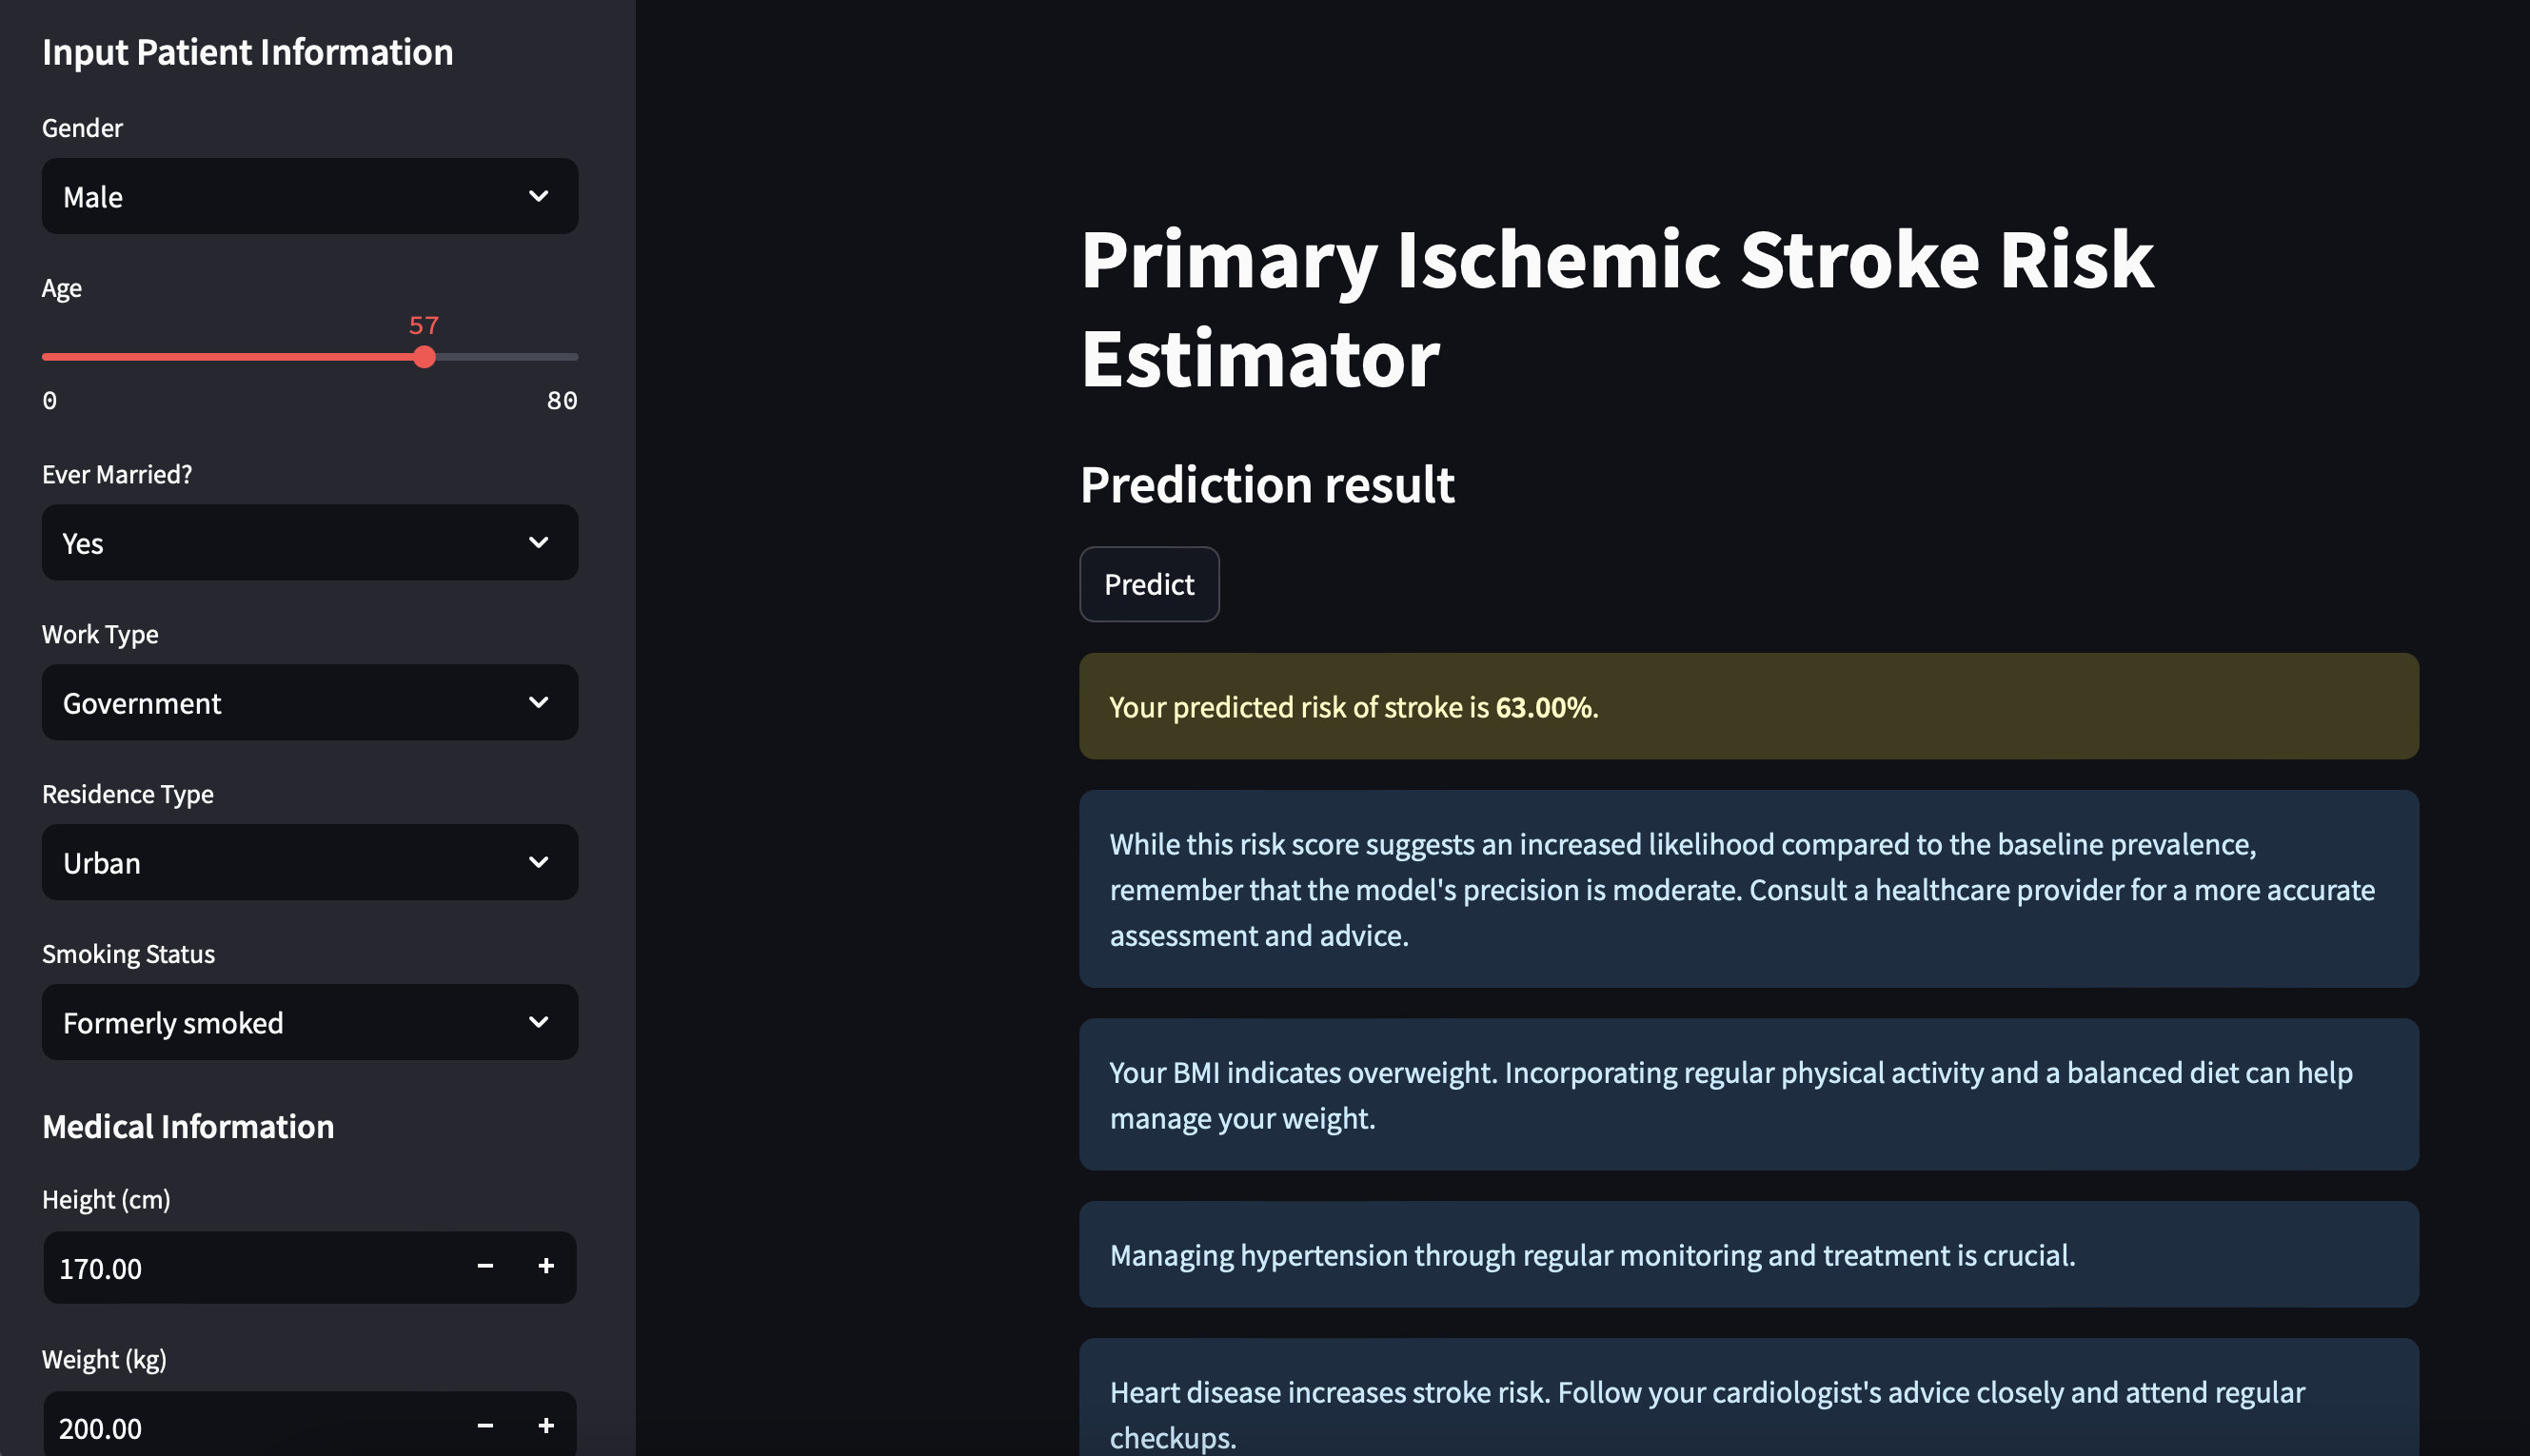 Input Patient Information
Gender
Male
Age
57
0 80
Ever Married?
Yes
Work Type
Government
Residence Type
Urban
Smoking Status
Formerly smoked
Medical Information
Height (cm)
170.00 − +
Weight (kg)
200.00 − +
Primary Ischemic Stroke Risk
Estimator
Prediction result
Predict
Your predicted risk of stroke is 63.00%.
While this risk score suggests an increased likelihood compared to the baseline prevalence,
remember that the model's precision is moderate. Consult a healthcare provider for a more accurate
assessment and advice.
Your BMI indicates overweight. Incorporating regular physical activity and a balanced diet can help
manage your weight.
Managing hypertension through regular monitoring and treatment is crucial.
Heart disease increases stroke risk. Follow your cardiologist's advice closely and attend regular
checkups.